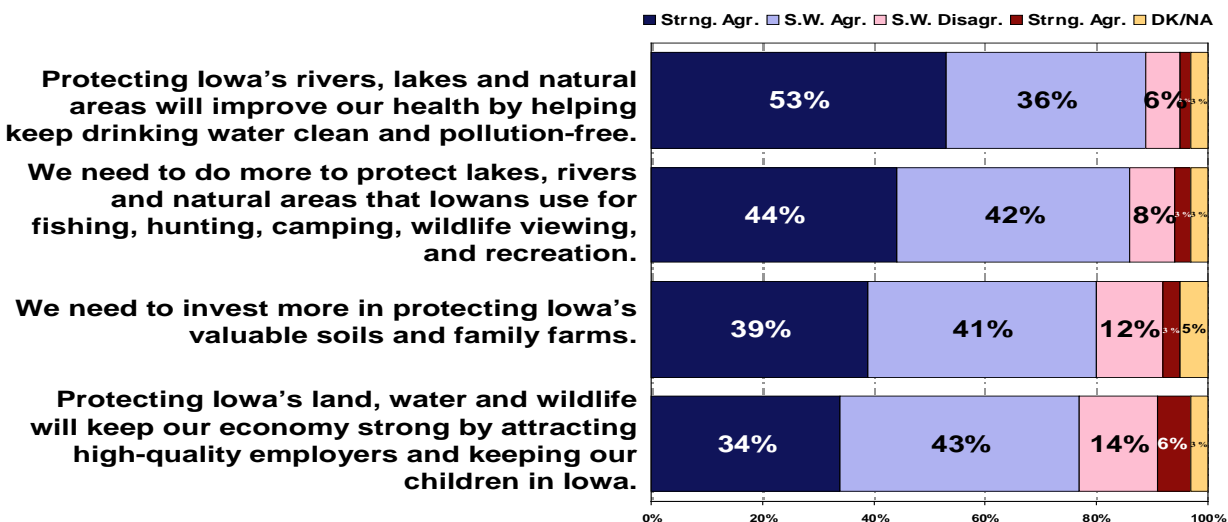 Strng. Agr. S.W. Agr. S.W. Disagr. Strng. Agr. DK/NA
Protecting Iowa's rivers, lakes and natural
areas will improve our health by helping
keep drinking water clean and pollution-free.
53% 36% 6% 3%
We need to do more to protect lakes, rivers
and natural areas that Iowans use for
fishing, hunting, camping, wildlife viewing,
and recreation.
44% 42% 8% 3% 3%
We need to invest more in protecting Iowa's
valuable soils and family farms.
39% 41% 12% 3% 5%
Protecting Iowa's land, water and wildlife
will keep our economy strong by attracting
high-quality employers and keeping our
children in Iowa.
34% 43% 14% 6% 3%
0% 20% 40% 60% 80% 100%